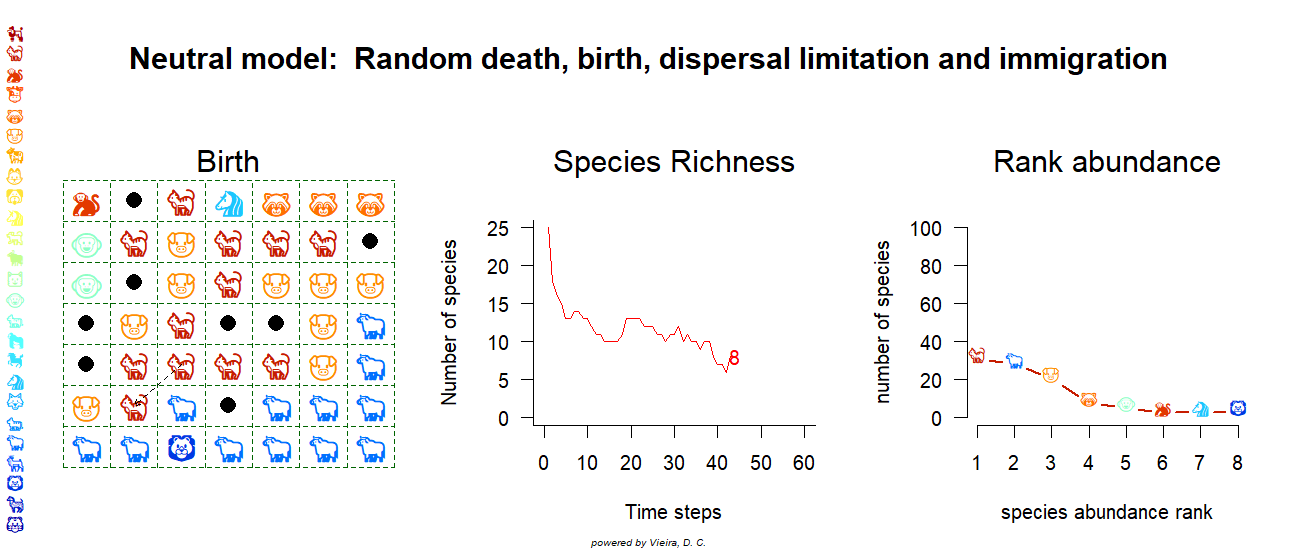 Neutral model:  Random death, birth, dispersal limitation and immigration
Birth
Species Richness
Number of species
25
20
15
10
5
0
8
0 10 20 30 40 50 60
Time steps
Rank abundance
number of species
100
80
60
40
20
0
1 2 3 4 5 6 7 8
species abundance rank
powered by Vieira, D. C.